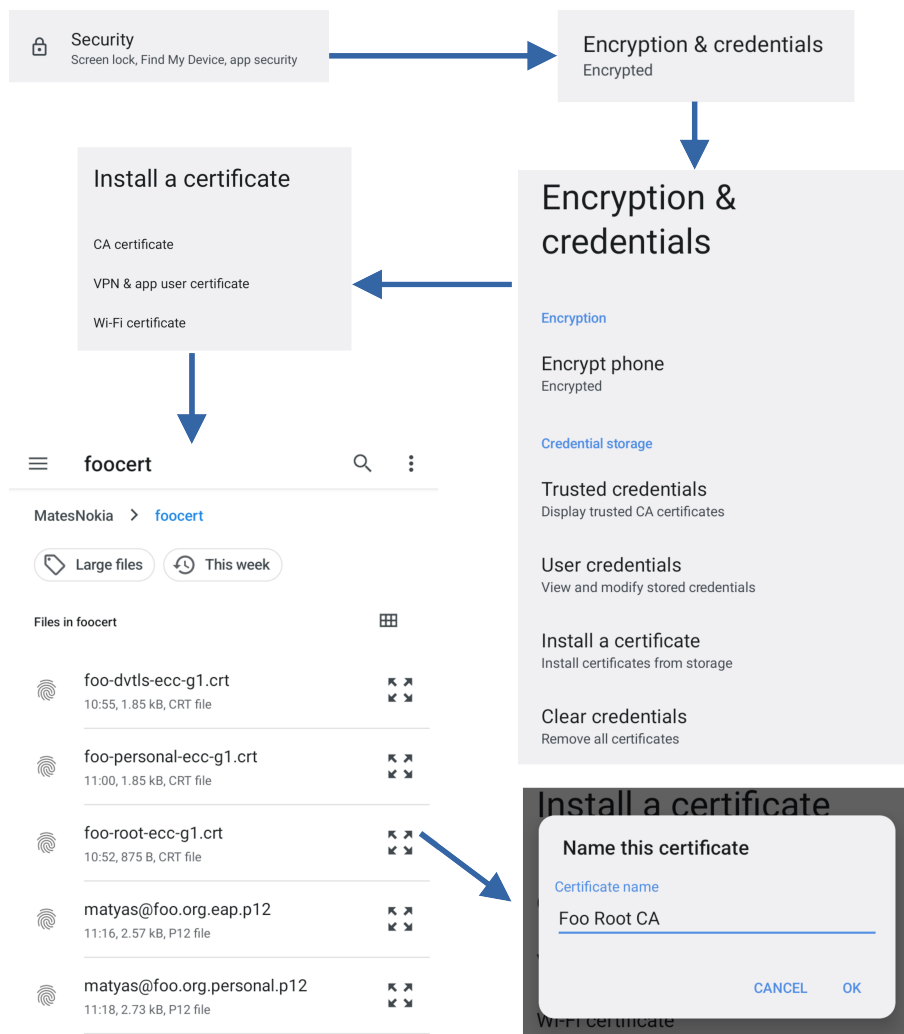 Security
Screen lock, Find My Device, app security
Encryption & credentials
Encrypted
Encryption &
credentials
Encryption
Encrypt phone
Encrypted
Credential storage
Trusted credentials
Display trusted CA certificates
User credentials
View and modify stored credentials
Install a certificate
Install certificates from storage
Clear credentials
Remove all certificates
Install a certificate
CA certificate
VPN & app user certificate
Wi-Fi certificate
foocert
MatesNokia > foocert
Large files
This week
Files in foocert
foo-dvtls-ecc-g1.crt
10:55, 1.85 kB, CRT file
foo-personal-ecc-g1.crt
11:00, 1.85 kB, CRT file
foo-root-ecc-g1.crt
10:52, 875 B, CRT file
matyas@foo.org.eap.p12
11:16, 2.57 kB, P12 file
matyas@foo.org.personal.p12
11:18, 2.73 kB, P12 file
Install a certificate
Name this certificate
Certificate name
Foo Root CA
CANCEL OK
Wi-Fi certificate